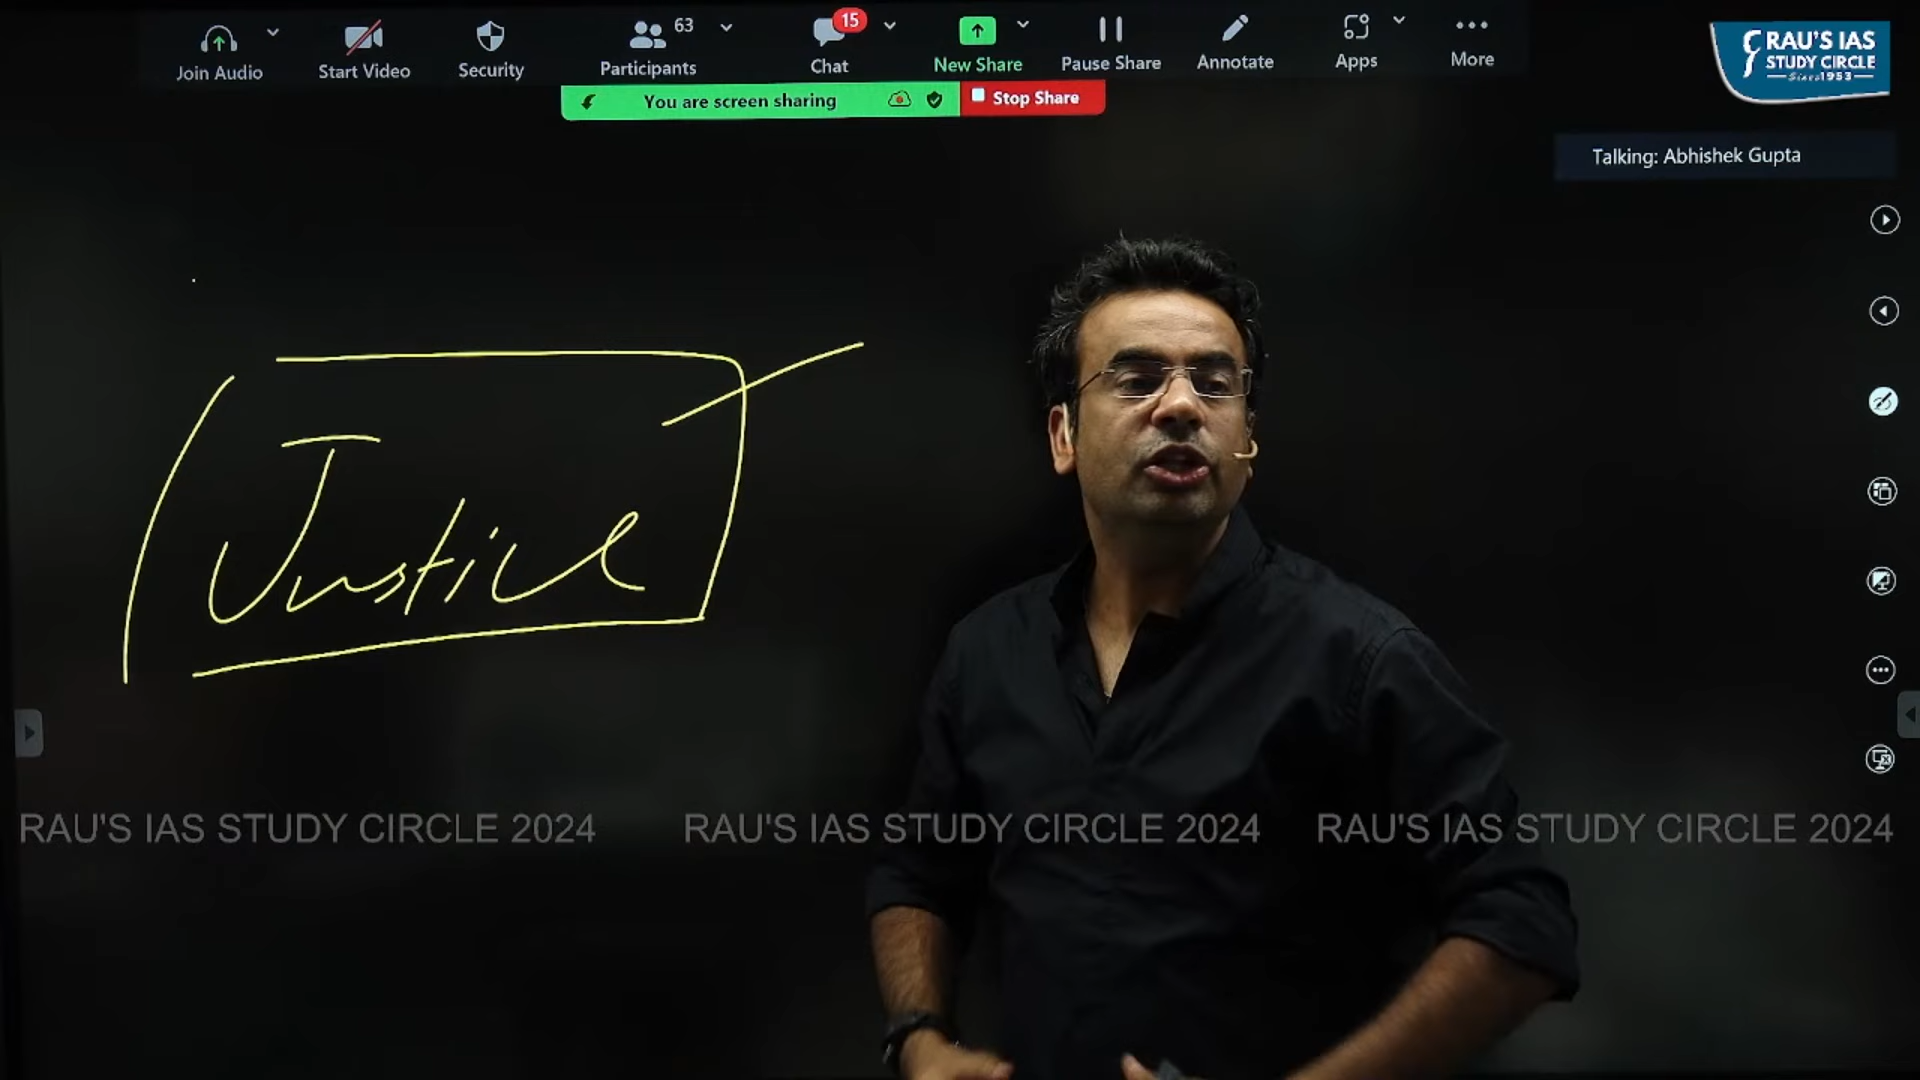 63
15
Join Audio
Start Video
Security
Participants
Chat
New Share
Pause Share
Annotate
Apps
More
RAU'S IAS
STUDY CIRCLE
Since 1953
You are screen sharing
Stop Share
Talking: Abhishek Gupta
Justice
RAU'S IAS STUDY CIRCLE 2024 RAU'S IAS STUDY CIRCLE 2024 RAU'S IAS STUDY CIRCLE 2024